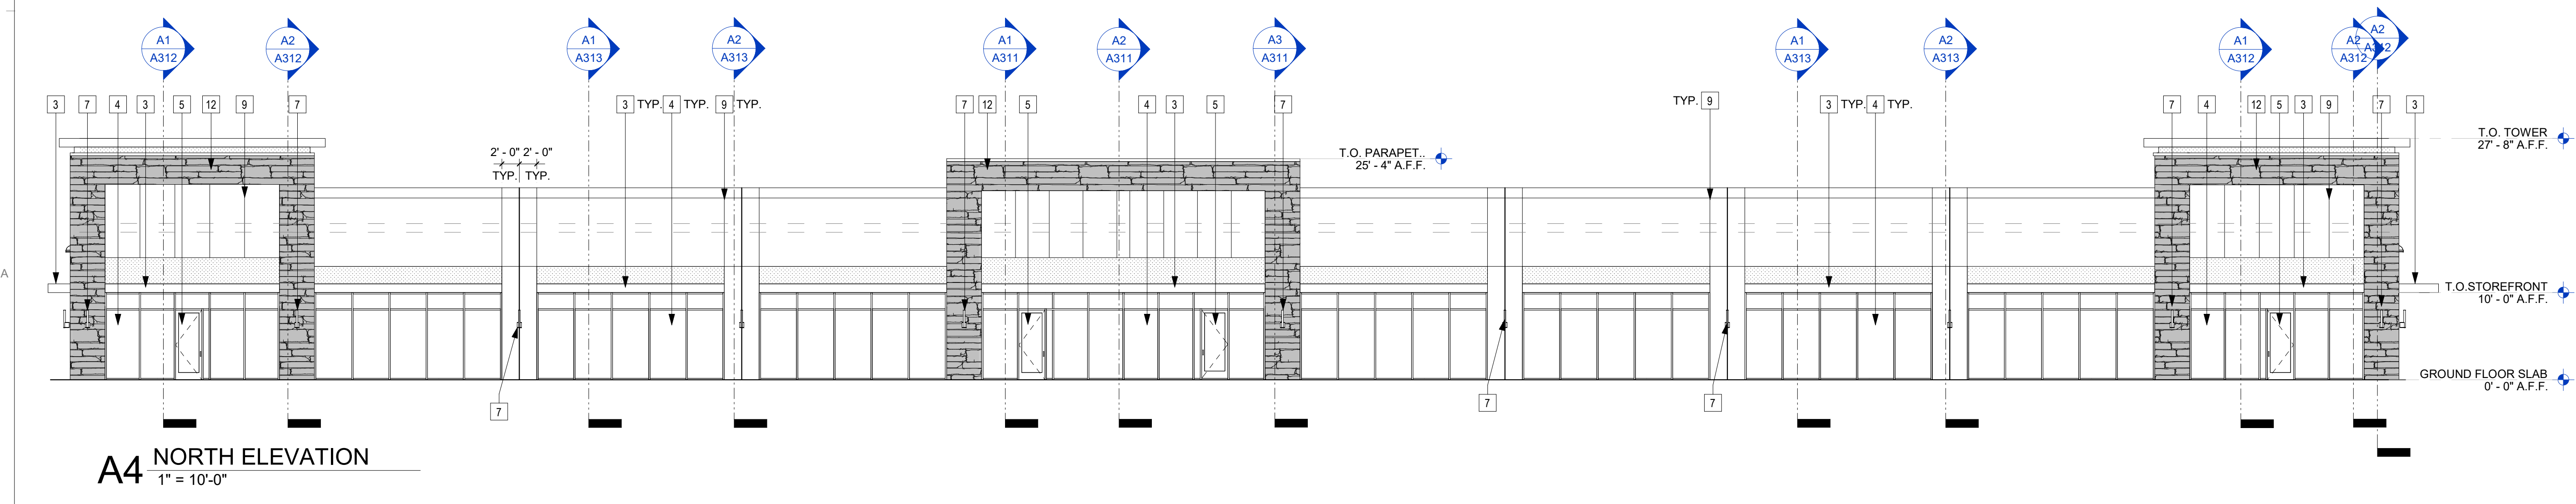 A1 A2 A1 A2 A1 A2 A3 A1 A2 A1 A2 A2
A312 A312 A313 A313 A311 A311 A311 A313 A313 A312 A312 A312
3 7 4 3 5 12 9 7 3 TYP. 4 TYP. 9 TYP. 7 12 5 4 3 5 7 TYP. 9 3 TYP. 4 TYP. 7 4 12 5 3 9 7 3
T.O. TOWER
27' - 8" A.F.F.
2' - 0" 2' - 0"
TYP. TYP.
T.O. PARAPET..
25' - 4" A.F.F.
A
T.O.STOREFRONT
10' - 0" A.F.F.
GROUND FLOOR SLAB
0' - 0" A.F.F.
7 7 7
A4 NORTH ELEVATION
1" = 10'-0"